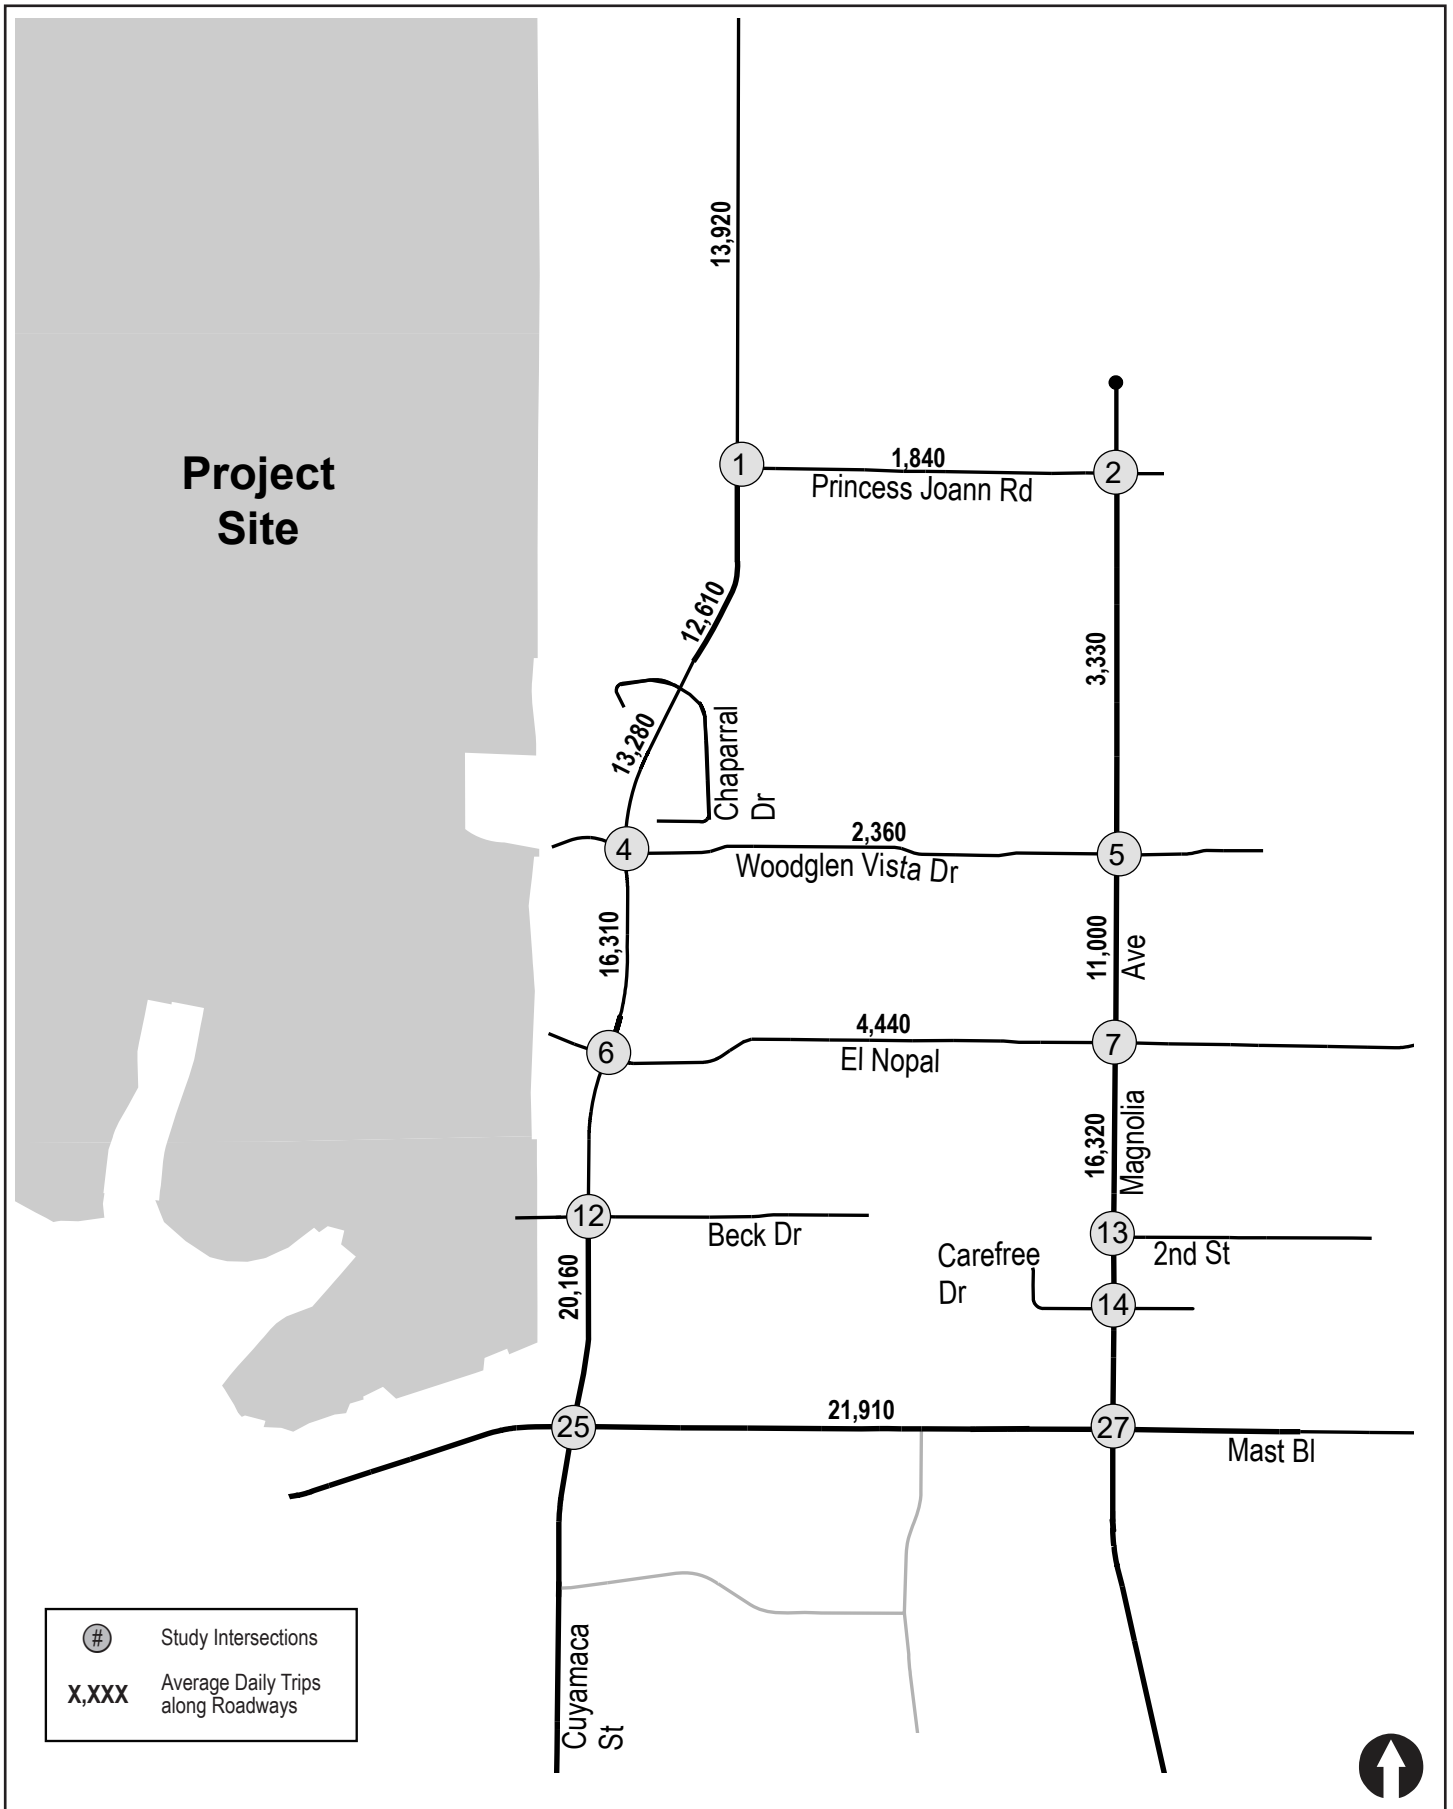 13,920
Project
Site
1
1,840
2
Princess Joann Rd
12,610
3,330
13,280
Chaparral
Dr
4
2,360
5
Woodglen Vista Dr
16,310
11,000
Ave
6
4,440
7
El Nopal
16,320
Magnolia
12
Beck Dr
13
2nd St
Carefree
Dr
20,160
14
25
21,910
27
Mast Bl
# Study Intersections
X,XXX Average Daily Trips
along Roadways
Cuyamaca
St